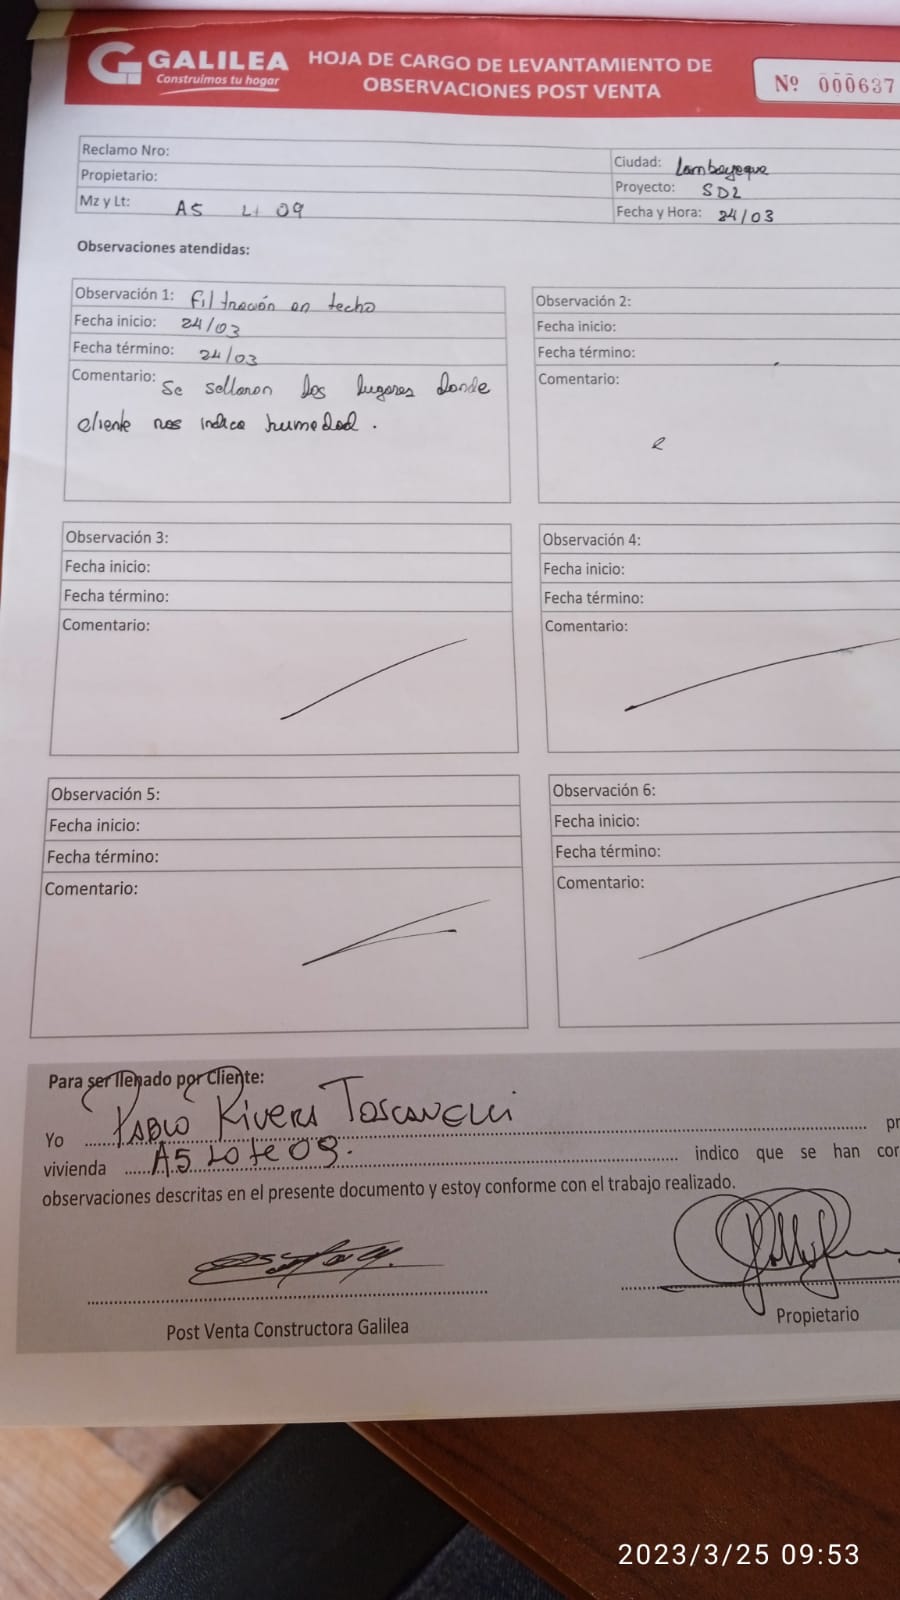 GALILEA
Construimos tu hogar
HOJA DE CARGO DE LEVANTAMIENTO DE
OBSERVACIONES POST VENTA
Nº 000637
Reclamo Nro:
Propietario:
Mz y Lt: A5 Lt 09
Ciudad: Lambayeque
Proyecto: SD2
Fecha y Hora: 24/03
Observaciones atendidas:
Observación 1: Filtración en techo
Fecha inicio: 24/03
Fecha término: 24/03
Comentario: Se sellaron los lugares donde
cliente nos indica humedad.
Observación 2:
Fecha inicio:
Fecha término:
Comentario:
Observación 3:
Fecha inicio:
Fecha término:
Comentario:
Observación 4:
Fecha inicio:
Fecha término:
Comentario:
Observación 5:
Fecha inicio:
Fecha término:
Comentario:
Observación 6:
Fecha inicio:
Fecha término:
Comentario:
Para ser llenado por Cliente:
Yo PABLO RIVERA TOSCANELLI pr
vivienda A5 Lote 09. indico que se han cor
observaciones descritas en el presente documento y estoy conforme con el trabajo realizado.
Post Venta Constructora Galilea
Propietario
2023/3/25 09:53